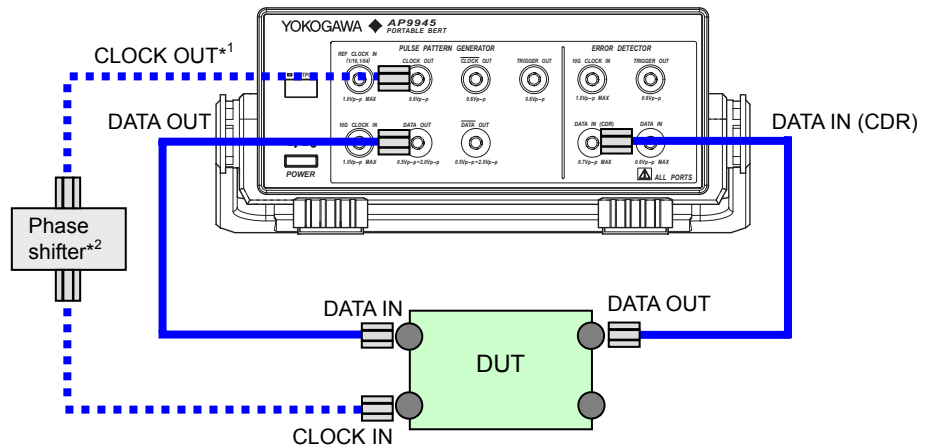 YOKOGAWA ◆ AP9945
PORTABLE BERT
PULSE PATTERN GENERATOR
ERROR DETECTOR
REF CLOCK IN
(1/16,1/64)
CLOCK OUT
CLOCK OUT
TRIGGER OUT
10G CLOCK IN
TRIGGER OUT
1.0Vp-p MAX
0.6Vp-p
0.6Vp-p
0.5Vp-p
1.0Vp-p MAX
0.5Vp-p
10G CLOCK IN
DATA OUT
DATA OUT
DATA IN (CDR)
DATA IN
1.0Vp-p MAX
0.5Vp-p~2.0Vp-p
0.5Vp-p~2.0Vp-p
0.7Vp-p MAX
0.6Vp-p MAX
POWER
ALL PORTS
CLOCK OUT*1
DATA OUT
DATA IN (CDR)
Phase
shifter*2
DATA IN
DATA OUT
DUT
CLOCK IN